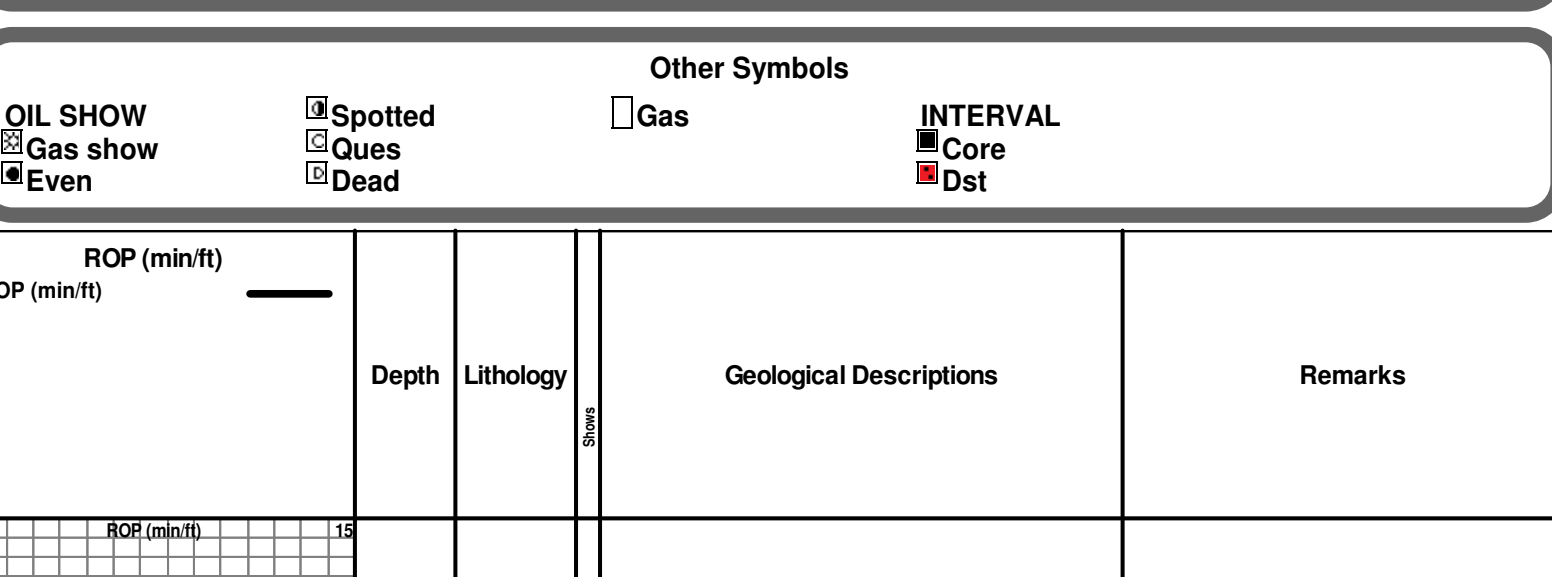 Other Symbols
OIL SHOW
Gas show
Even
Spotted
Ques
Dead
Gas
INTERVAL
Core
Dst
ROP (min/ft)
OP (min/ft)
Depth
Lithology
Shows
Geological Descriptions
Remarks
ROP (min/ft)
15